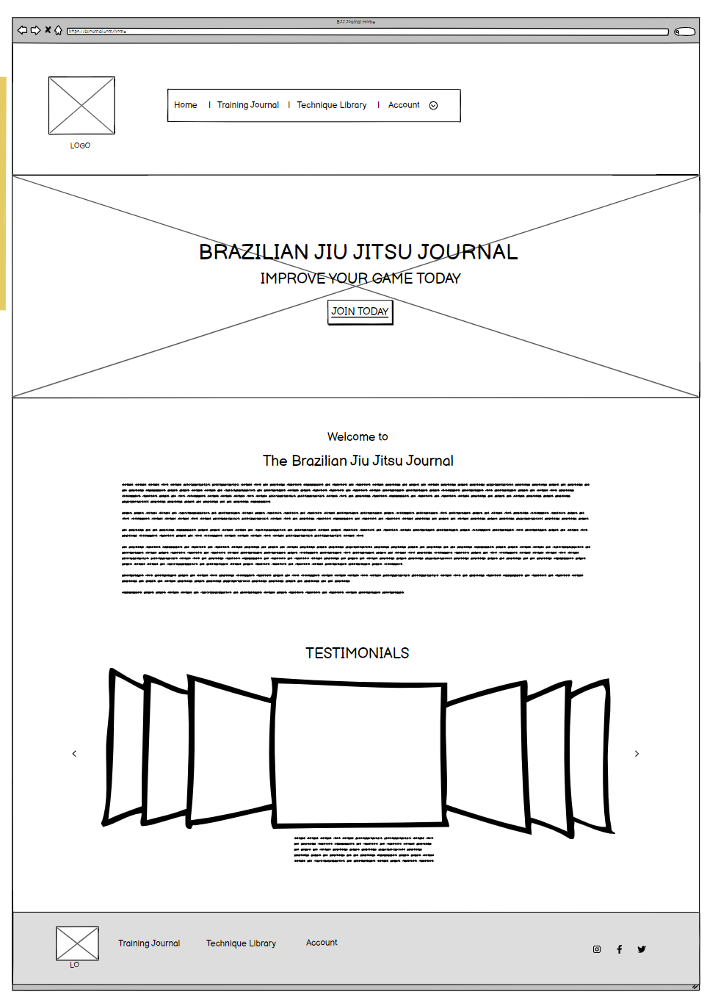 BJJ Journal Home
https://bjjournal.com/home
Home | Training Journal | Technique Library | Account
LOGO
BRAZILIAN JIU JITSU JOURNAL
IMPROVE YOUR GAME TODAY
JOIN TODAY
Welcome to
The Brazilian Jiu Jitsu Journal
TESTIMONIALS
Training Journal Technique Library Account
LO